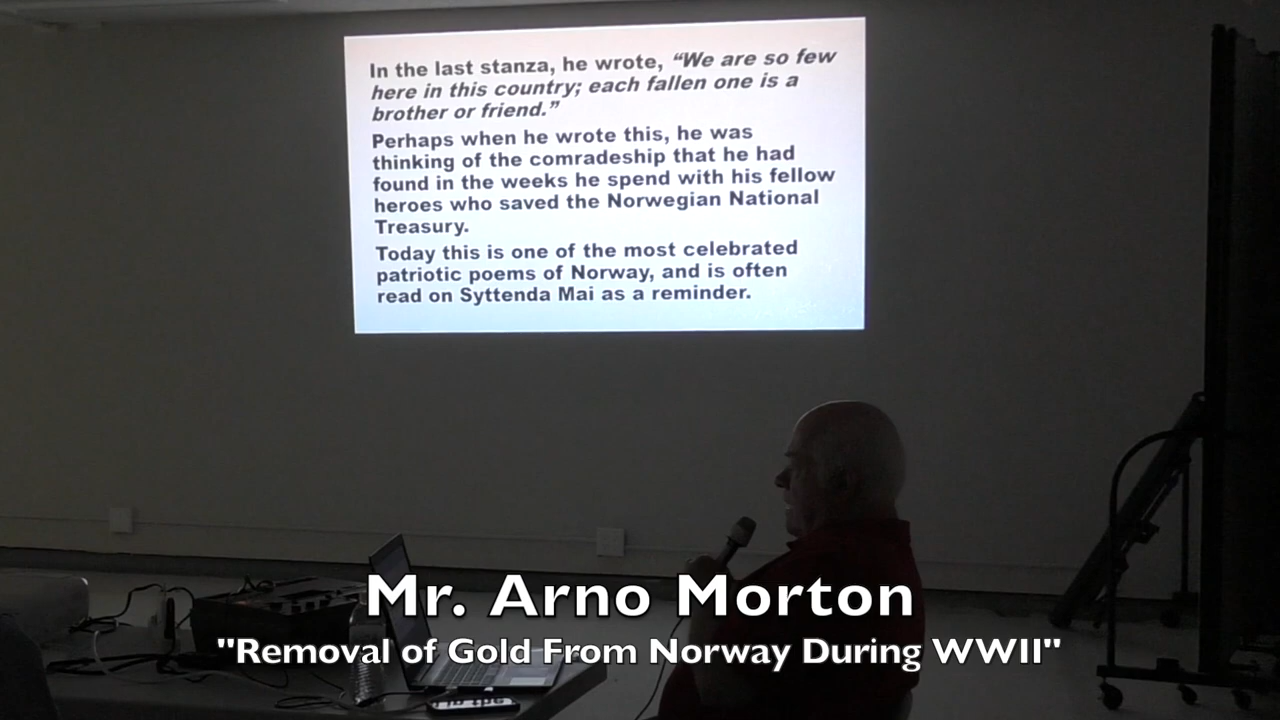 In the last stanza, he wrote, “We are so few
here in this country; each fallen one is a
brother or friend.”
Perhaps when he wrote this, he was
thinking of the comradeship that he had
found in the weeks he spend with his fellow
heroes who saved the Norwegian National
Treasury.
Today this is one of the most celebrated
patriotic poems of Norway, and is often
read on Syttenda Mai as a reminder.
Mr. Arno Morton
"Removal of Gold From Norway During WWII"